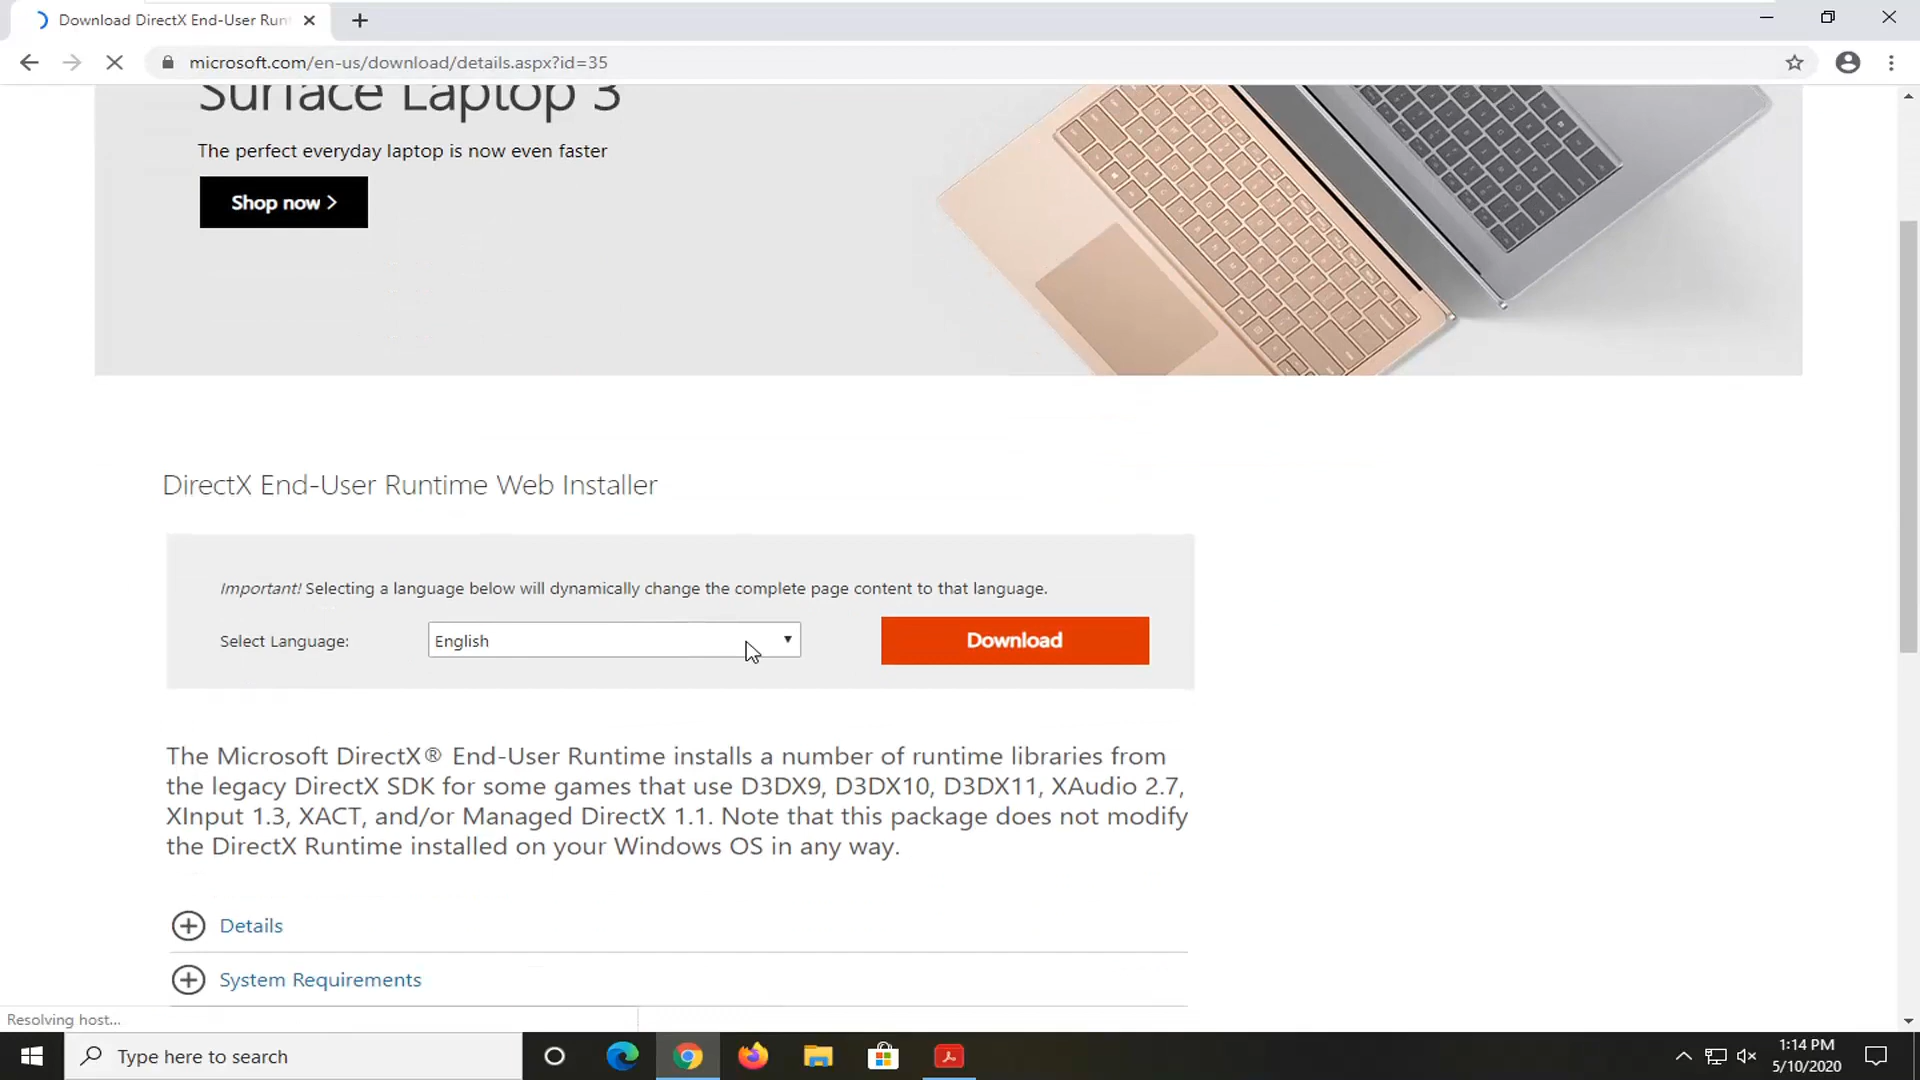 Download DirectX End-User Run
microsoft.com/en-us/download/details.aspx?id=35
Surface Laptop 3
The perfect everyday laptop is now even faster
Shop now >
DirectX End-User Runtime Web Installer
Important! Selecting a language below will dynamically change the complete page content to that language.
Select Language:
English
Download
The Microsoft DirectX® End-User Runtime installs a number of runtime libraries from
the legacy DirectX SDK for some games that use D3DX9, D3DX10, D3DX11, XAudio 2.7,
XInput 1.3, XACT, and/or Managed DirectX 1.1. Note that this package does not modify
the DirectX Runtime installed on your Windows OS in any way.
Details
System Requirements
Resolving host...
Type here to search
1:14 PM
5/10/2020